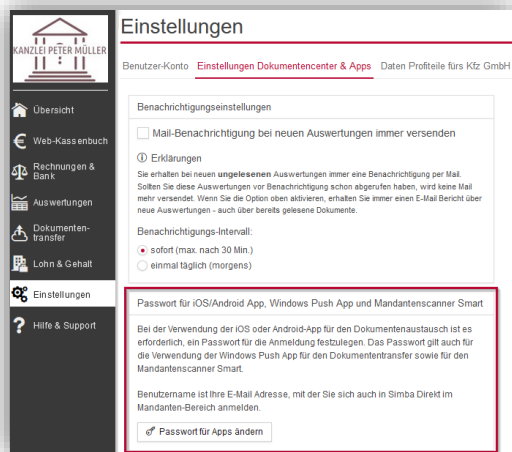 KANZLEI PETER MÜLLER
Übersicht
Web-Kassenbuch
Rechnungen &
Bank
Auswertungen
Dokumenten-
transfer
Lohn & Gehalt
Einstellungen
Hilfe & Support
Einstellungen
Benutzer-Konto Einstellungen Dokumentencenter & Apps Daten Profiteile fürs Kfz GmbH
Benachrichtigungseinstellungen
Mail-Benachrichtigung bei neuen Auswertungen immer versenden
Erklärungen
Sie erhalten bei neuen ungelesenen Auswertungen immer eine Benachrichtigung per Mail.
Sollten Sie diese Auswertungen vor Benachrichtigung schon abgerufen haben, wird keine Mail
mehr versendet. Wenn Sie die Option oben aktivieren, erhalten Sie immer einen E-Mail Bericht über
neue Auswertungen - auch über bereits gelesene Dokumente.
Benachrichtigungs-Intervall:
sofort (max. nach 30 Min.)
einmal täglich (morgens)
Passwort für iOS/Android App, Windows Push App und Mandantenscanner Smart
Bei der Verwendung der iOS oder Android-App für den Dokumentenaustausch ist es
erforderlich, ein Passwort für die Anmeldung festzulegen. Das Passwort gilt auch für
die Verwendung der Windows Push App für den Dokumententransfer sowie für den
Mandantenscanner Smart.
Benutzername ist Ihre E-Mail Adresse, mit der Sie sich auch in Simba Direkt im
Mandanten-Bereich anmelden.
Passwort für Apps ändern